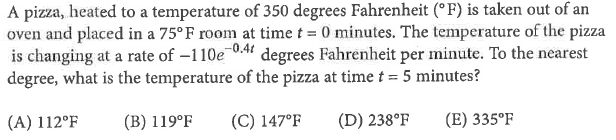 A pizza, heated to a temperature of 350 degrees Fahrenheit (°F) is taken out of an
oven and placed in a 75°F room at time t = 0 minutes. The temperature of the pizza
is changing at a rate of −110e^−0.4t degrees Fahrenheit per minute. To the nearest
degree, what is the temperature of the pizza at time t = 5 minutes?
(A) 112°F (B) 119°F (C) 147°F (D) 238°F (E) 335°F